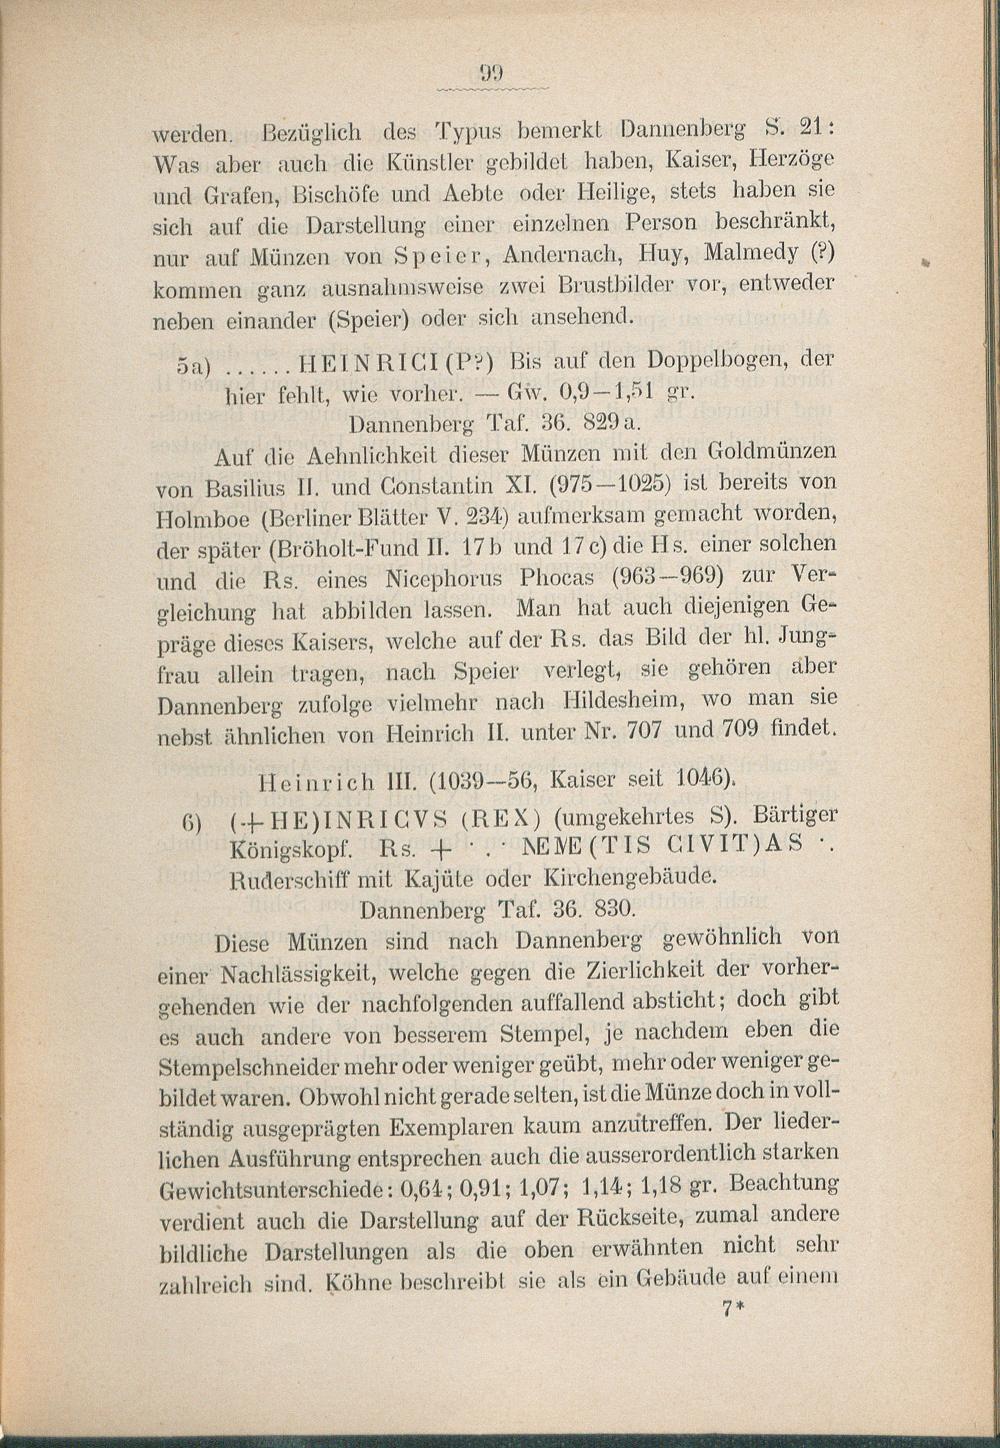 99
werden. Bezüglich des Typus bemerkt Dannenberg S. 21:
Was aber auch die Künstler gebildet haben, Kaiser, Herzöge
und Grafen, Bischöfe und Aebte oder Heilige, stets haben sie
sich auf die Darstellung einer einzelnen Person beschränkt,
nur auf Münzen von Speier, Andernach, Huy, Malmedy (?)
kommen ganz ausnahmsweise zwei Brustbilder vor, entweder
neben einander (Speier) oder sich ansehend.
5a) ......HEINRICI(P?) Bis auf den Doppelbogen, der
hier fehlt, wie vorher. — Gw. 0,9—1,51 gr.
Dannenberg Taf. 36. 829a.
Auf die Aehnlichkeit dieser Münzen mit den Goldmünzen
von Basilius II. und Constantin XI. (975—1025) ist bereits von
Holmboe (Berliner Blätter V. 234) aufmerksam gemacht worden,
der später (Bröholt-Fund II. 17b und 17c) die Hs. einer solchen
und die Rs. eines Nicephorus Phocas (963—969) zur Ver-
gleichung hat abbilden lassen. Man hat auch diejenigen Ge-
präge dieses Kaisers, welche auf der Rs. das Bild der hl. Jung-
frau allein tragen, nach Speier verlegt, sie gehören aber
Dannenberg zufolge vielmehr nach Hildesheim, wo man sie
nebst ähnlichen von Heinrich II. unter Nr. 707 und 709 findet.
Heinrich III. (1039—56, Kaiser seit 1046).
6) (+HE)INRICVS (REX) (umgekehrtes S). Bärtiger
Königskopf. Rs. + · . · NEME(TIS CIVIT)AS ·.
Ruderschiff mit Kajüte oder Kirchengebäude.
Dannenberg Taf. 36. 830.
Diese Münzen sind nach Dannenberg gewöhnlich von
einer Nachlässigkeit, welche gegen die Zierlichkeit der vorher-
gehenden wie der nachfolgenden auffallend absticht; doch gibt
es auch andere von besserem Stempel, je nachdem eben die
Stempelschneider mehr oder weniger geübt, mehr oder weniger ge-
bildet waren. Obwohl nicht gerade selten, ist die Münze doch in voll-
ständig ausgeprägten Exemplaren kaum anzutreffen. Der lieder-
lichen Ausführung entsprechen auch die ausserordentlich starken
Gewichtsunterschiede: 0,64; 0,91; 1,07; 1,14; 1,18 gr. Beachtung
verdient auch die Darstellung auf der Rückseite, zumal andere
bildliche Darstellungen als die oben erwähnten nicht sehr
zahlreich sind. Köhne beschreibt sie als ein Gebäude auf einem
7*